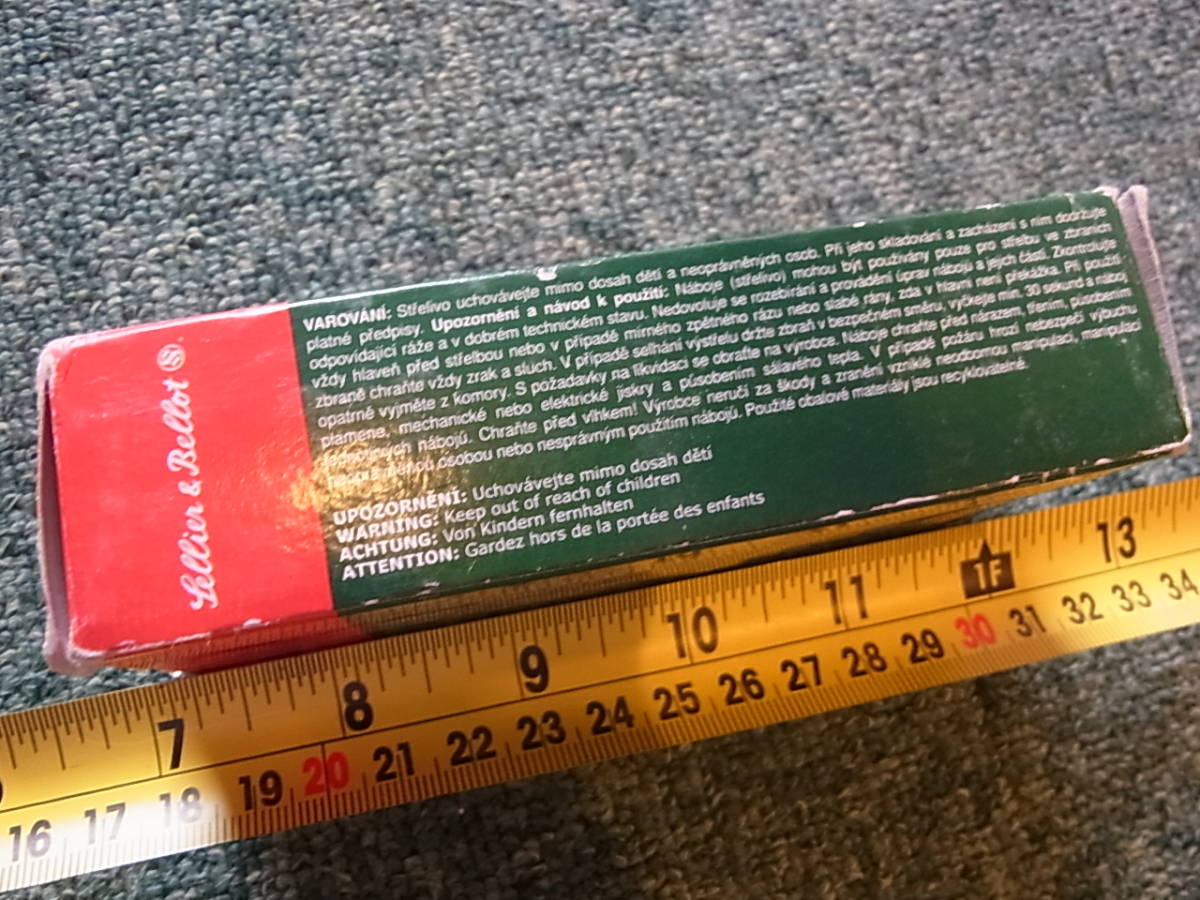 Sellier & Bellot
VAROVÁNÍ: Střelivo uchovávejte mimo dosah dětí a neoprávněných osob. Při jeho skladování a zacházení s ním dodržujte
platné předpisy. Upozornění a návod k použití: Náboje (střelivo) mohou být používány pouze pro střelbu ve zbraních
odpovídající ráže a v dobrém technickém stavu. Nedovoluje se rozebírání a provádění úprav nábojů a jejich částí. Zkontrolujte
vždy hlaveň před střelbou nebo v případě mírného zpětného rázu nebo slabé rány, zda v hlavni není překážka. Při použití
zbraně chraňte vždy zrak a sluch. V případě selhání výstřelu držte zbraň v bezpečném směru, vyčkejte min. 30 sekund a náboj
opatrně vyjměte z komory. S požadavky na likvidaci se obraťte na výrobce. Náboje chraňte před nárazem, třením, působením
plamene, mechanické nebo elektrické jiskry a působením sálavého tepla. V případě požáru hrozí nebezpečí výbuchu
nábojů. Chraňte před vlhkem! Výrobce neručí za škody a zranění vzniklé neodbornou manipulací, manipulací
osobou nebo nesprávným použitím nábojů. Použité obalové materiály jsou recyklovatelné.
UPOZORNĚNÍ: Uchovávejte mimo dosah dětí
WARNING: Keep out of reach of children
ACHTUNG: Von Kindern fernhalten
ATTENTION: Gardez hors de la portée des enfants
7 8 9 10 11 1F 13
16 17 18 19 20 21 22 23 24 25 26 27 28 29 30 31 32 33 34